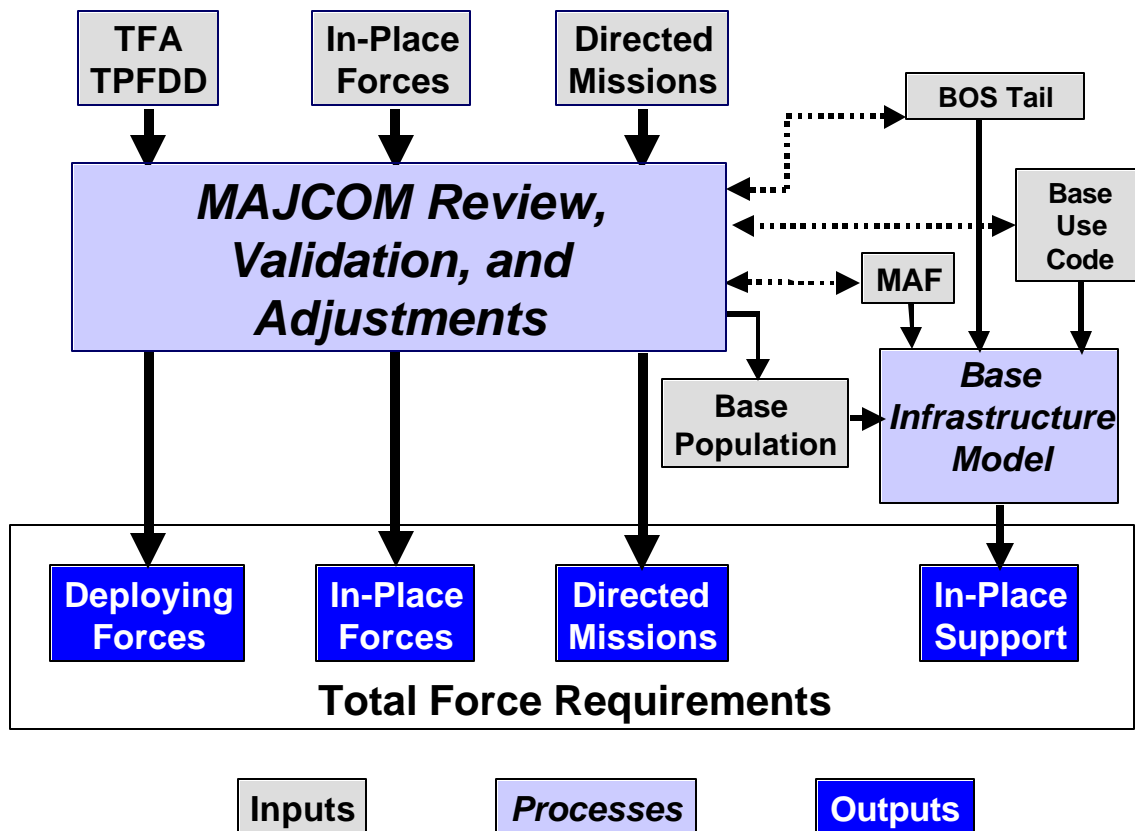 TFA
TPFDD
In-Place
Forces
Directed
Missions
BOS Tail
MAJCOM Review,
Validation, and
Adjustments
Base
Use
Code
MAF
Base
Population
Base
Infrastructure
Model
Deploying
Forces
In-Place
Forces
Directed
Missions
In-Place
Support
Total Force Requirements
Inputs
Processes
Outputs